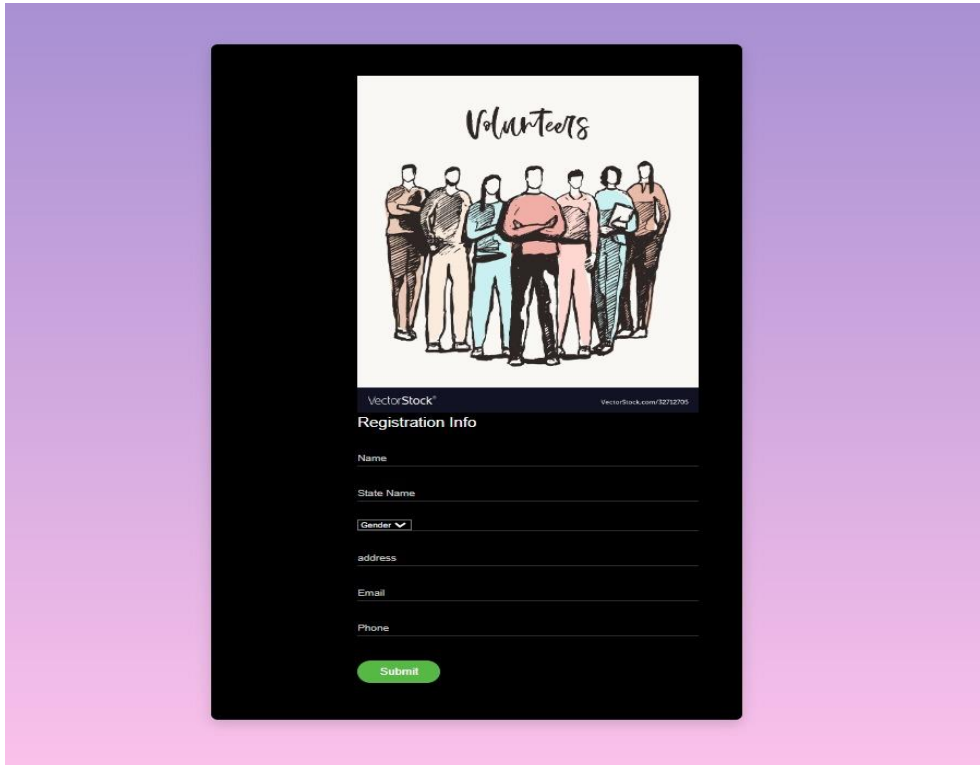 Volunteers
VectorStock®
VectorStock.com/32712705
Registration Info
Name
State Name
Gender
address
Email
Phone
Submit